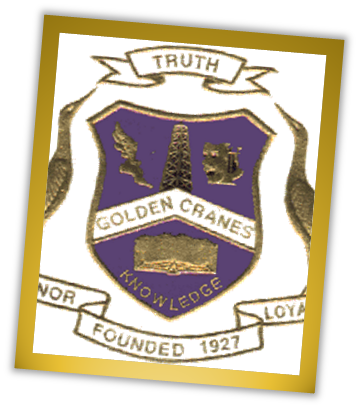 TRUTH
GOLDEN CRANES
KNOWLEDGE
NOR
LOYA
FOUNDED 1927